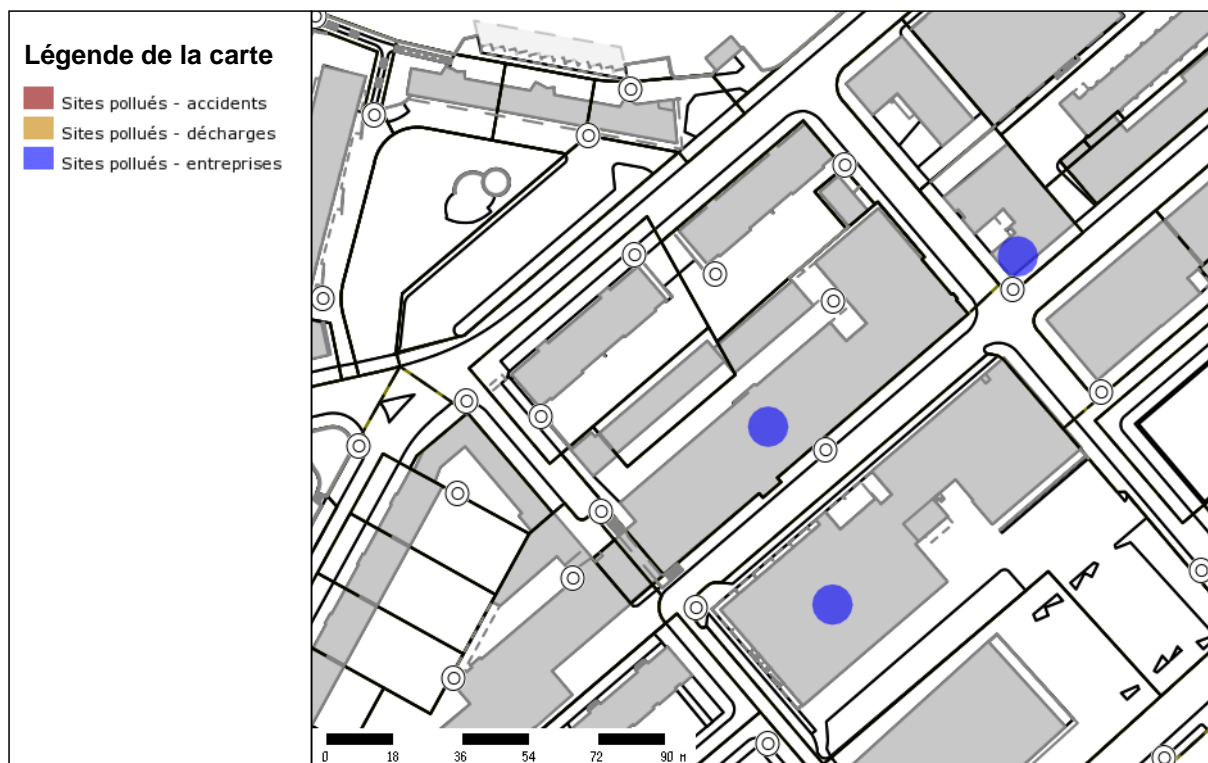 Légende de la carte
Sites pollués - accidents
Sites pollués - décharges
Sites pollués - entreprises
0 18 36 54 72 90 M